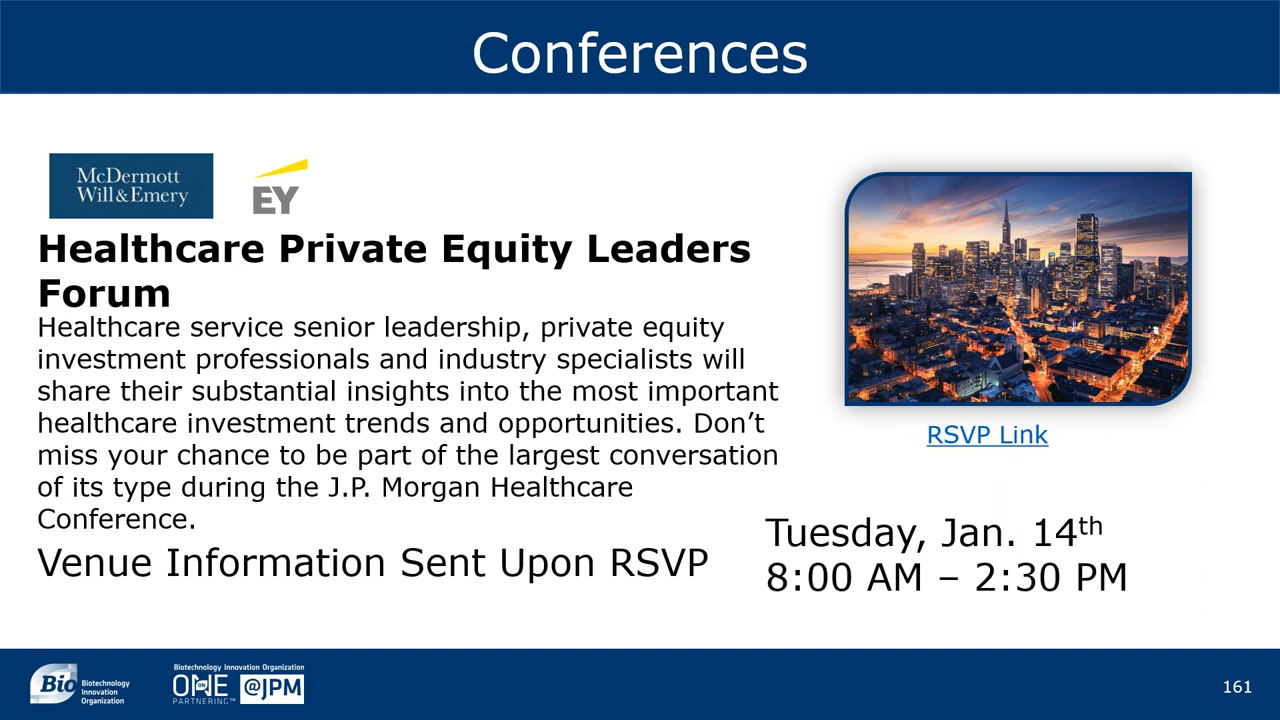 Conferences
McDermott
Will & Emery
EY
Healthcare Private Equity Leaders
Forum
Healthcare service senior leadership, private equity
investment professionals and industry specialists will
share their substantial insights into the most important
healthcare investment trends and opportunities. Don’t
miss your chance to be part of the largest conversation
of its type during the J.P. Morgan Healthcare
Conference.
Venue Information Sent Upon RSVP
RSVP Link
Tuesday, Jan. 14th
8:00 AM – 2:30 PM
Bio
Biotechnology
Innovation
Organization
Biotechnology Innovation Organization
ONE
ON
PARTNERING™
@JPM
161